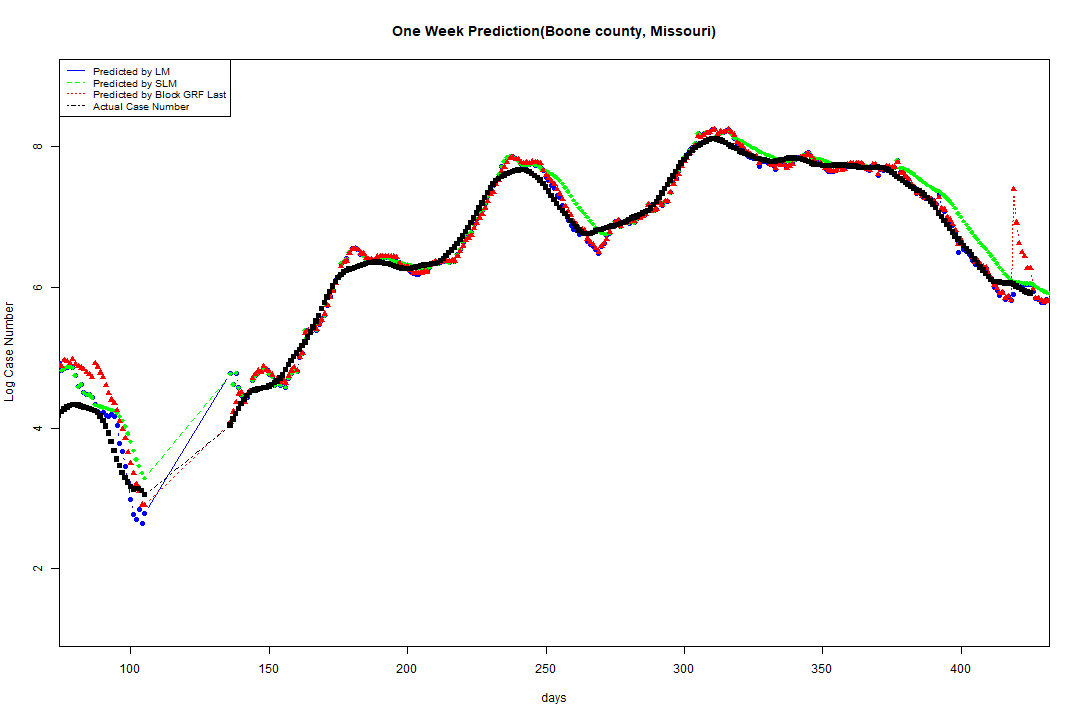 One Week Prediction(Boone county, Missouri)
Predicted by LM
Predicted by SLM
Predicted by Block GRF Last
Actual Case Number
Log Case Number
8
6
4
2
100 150 200 250 300 350 400
days